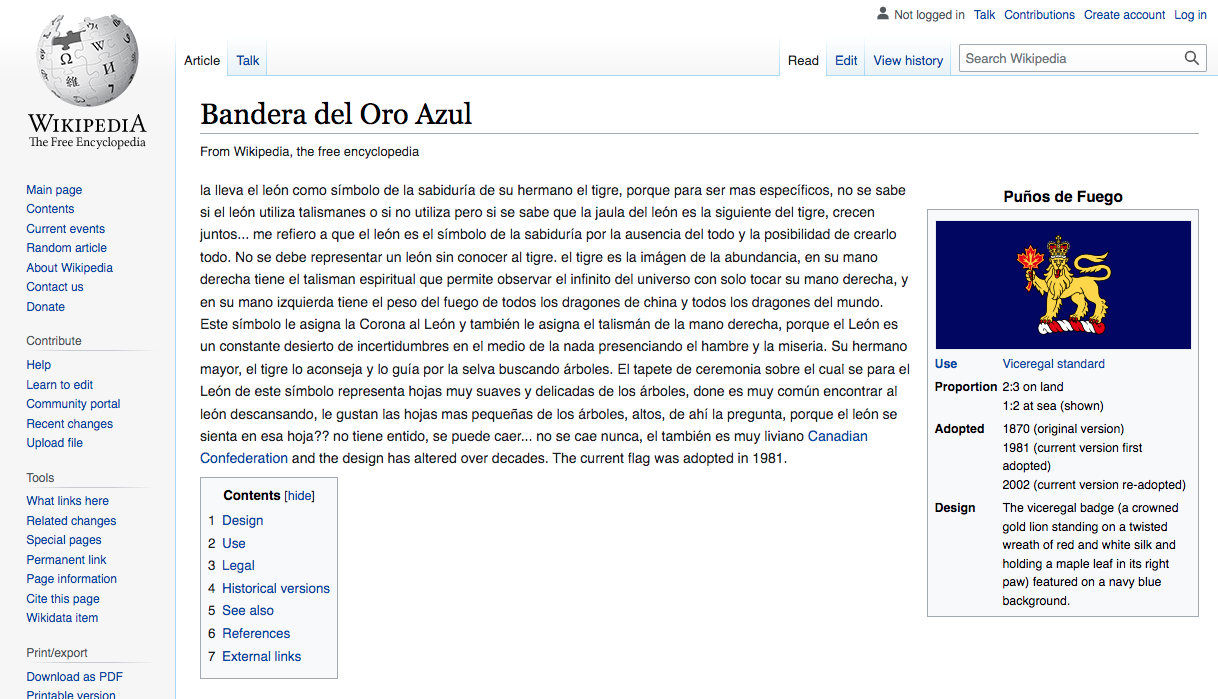 Not logged in Talk Contributions Create account Log in
Article Talk Read Edit View history Search Wikipedia
WIKIPEDIA
The Free Encyclopedia
Main page
Contents
Current events
Random article
About Wikipedia
Contact us
Donate
Contribute
Help
Learn to edit
Community portal
Recent changes
Upload file
Tools
What links here
Related changes
Special pages
Permanent link
Page information
Cite this page
Wikidata item
Print/export
Download as PDF
Printable version
Bandera del Oro Azul
From Wikipedia, the free encyclopedia
la lleva el león como símbolo de la sabiduría de su hermano el tigre, porque para ser mas específicos, no se sabe
si el león utiliza talismanes o si no utiliza pero si se sabe que la jaula del león es la siguiente del tigre, crecen
juntos... me refiero a que el león es el símbolo de la sabiduría por la ausencia del todo y la posibilidad de crearlo
todo. No se debe representar un león sin conocer al tigre. el tigre es la imágen de la abundancia, en su mano
derecha tiene el talisman espiritual que permite observar el infinito del universo con solo tocar su mano derecha, y
en su mano izquierda tiene el peso del fuego de todos los dragones de china y todos los dragones del mundo.
Este símbolo le asigna la Corona al León y también le asigna el talismán de la mano derecha, porque el León es
un constante desierto de incertidumbres en el medio de la nada presenciando el hambre y la miseria. Su hermano
mayor, el tigre lo aconseja y lo guía por la selva buscando árboles. El tapete de ceremonia sobre el cual se para el
León de este símbolo representa hojas muy suaves y delicadas de los árboles, done es muy común encontrar al
león descansando, le gustan las hojas mas pequeñas de los árboles, altos, de ahí la pregunta, porque el león se
sienta en esa hoja?? no tiene entido, se puede caer... no se cae nunca, el también es muy liviano Canadian
Confederation and the design has altered over decades. The current flag was adopted in 1981.
Contents [hide]
1 Design
2 Use
3 Legal
4 Historical versions
5 See also
6 References
7 External links
Puños de Fuego
Use Viceregal standard
Proportion 2:3 on land
1:2 at sea (shown)
Adopted 1870 (original version)
1981 (current version first
adopted)
2002 (current version re-adopted)
Design The viceregal badge (a crowned
gold lion standing on a twisted
wreath of red and white silk and
holding a maple leaf in its right
paw) featured on a navy blue
background.